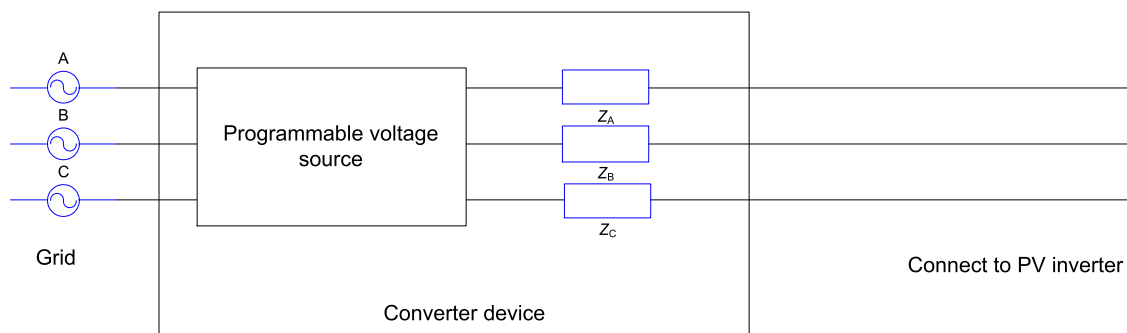 A
B
C
Grid
Programmable voltage
source
ZA
ZB
ZC
Converter device
Connect to PV inverter